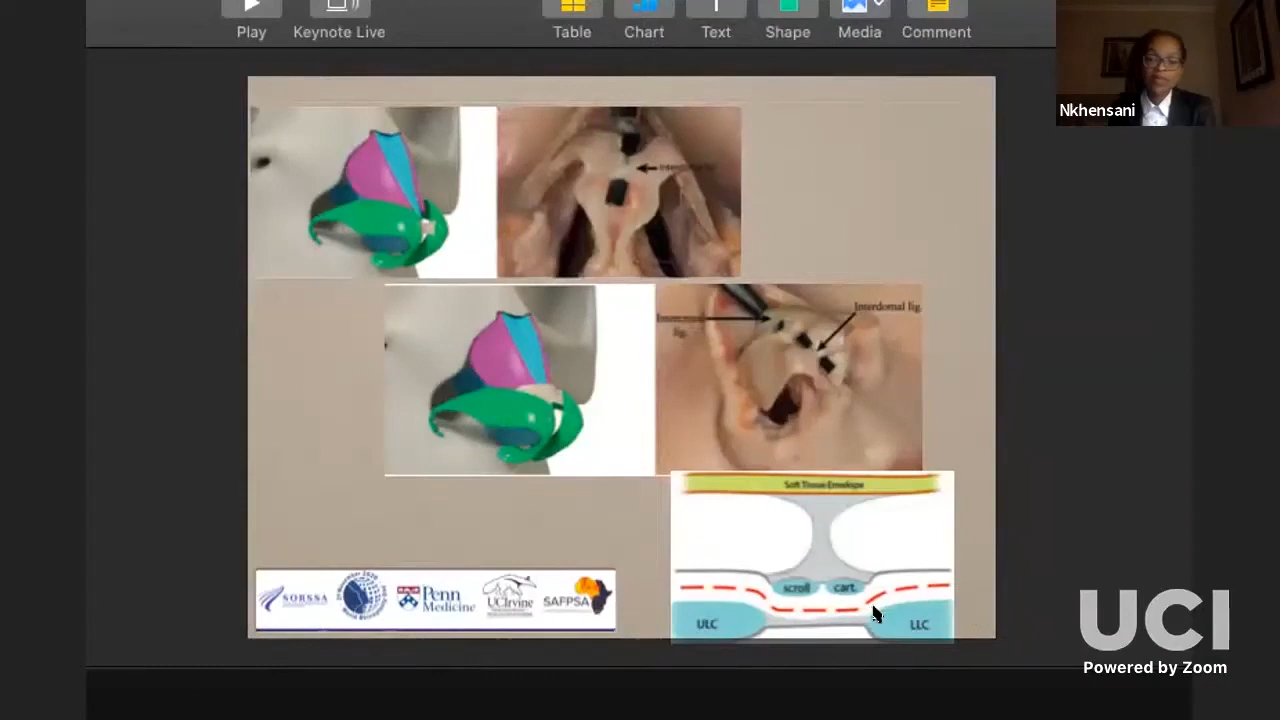 Play
Keynote Live
Table
Chart
Text
Shape
Media
Comment
Nkhensani
Interdomal lig.
lig.
Soft Tissue Envelope
scroll
cart.
ULC
LLC
SORSSA
Penn
Medicine
UCIrvine
SAFPSA
UCI
Powered by Zoom